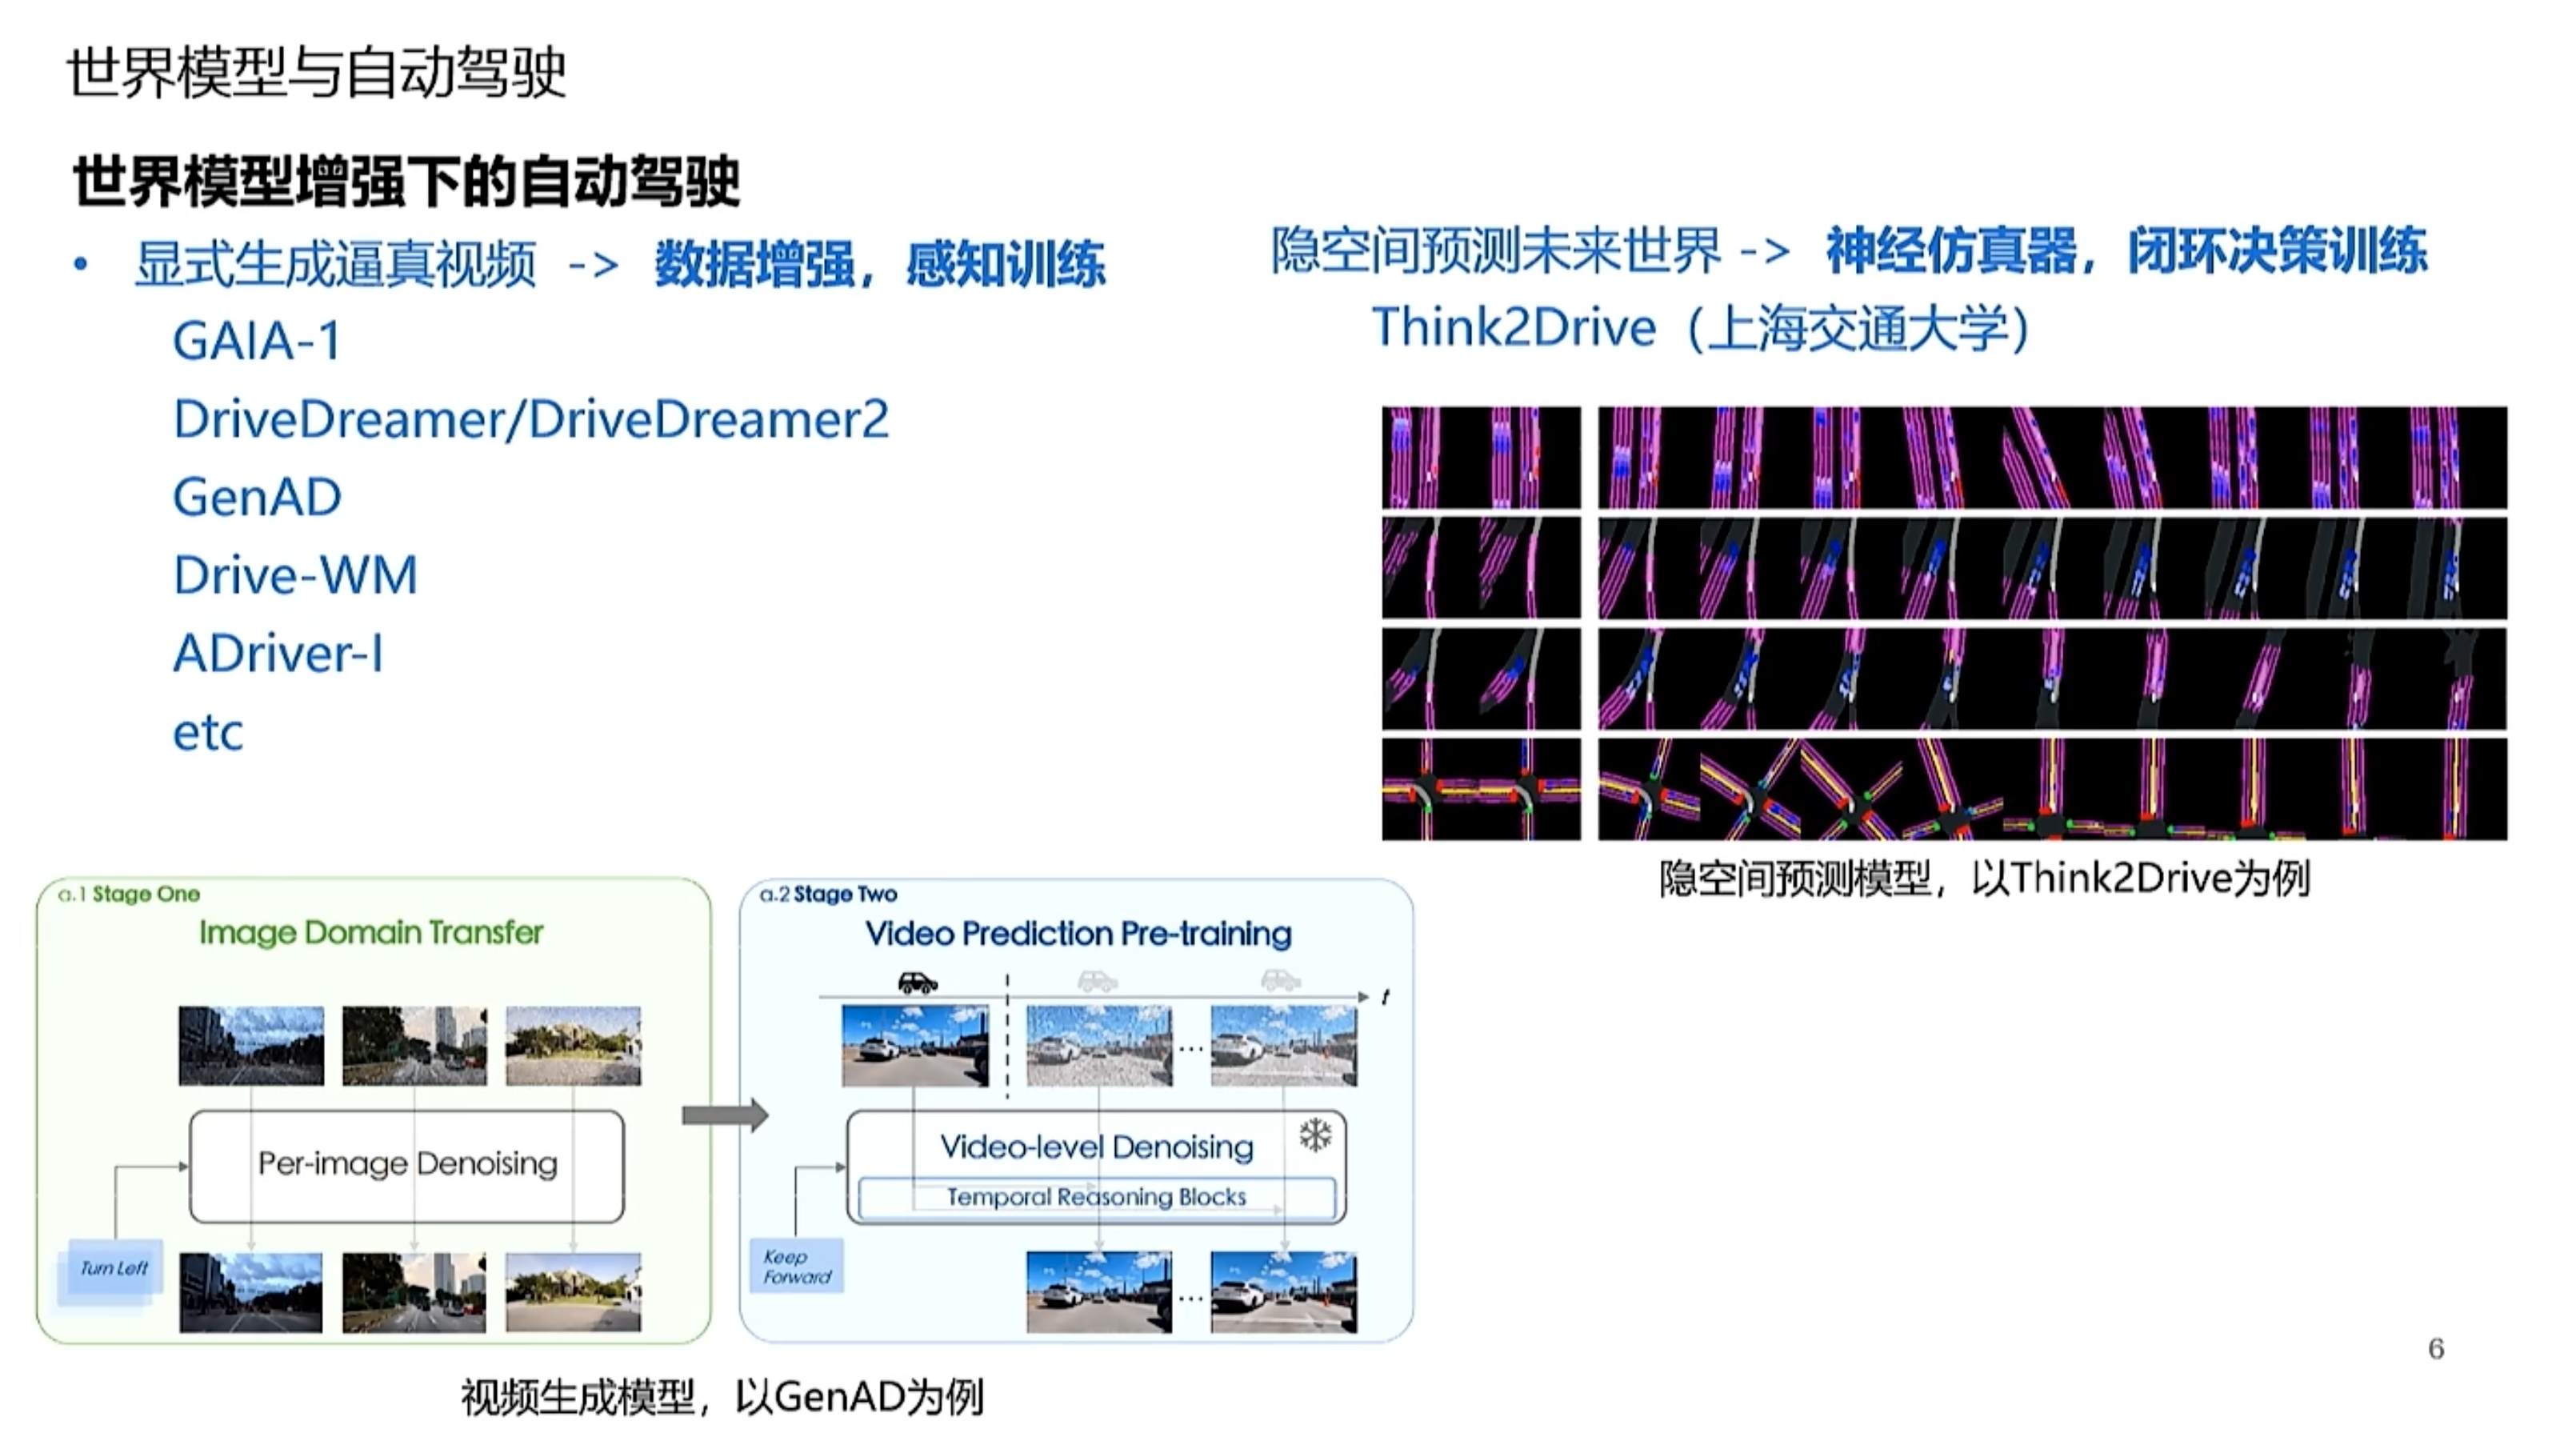 世界模型与自动驾驶
世界模型增强下的自动驾驶
• 显式生成逼真视频 -> 数据增强，感知训练
GAIA-1
DriveDreamer/DriveDreamer2
GenAD
Drive-WM
ADriver-I
etc
隐空间预测未来世界 -> 神经仿真器，闭环决策训练
Think2Drive（上海交通大学）
隐空间预测模型，以Think2Drive为例
a.1 Stage One
Image Domain Transfer
Per-image Denoising
Turn Left
a.2 Stage Two
Video Prediction Pre-training
t
...
Video-level Denoising
Temporal Reasoning Blocks
Keep
Forward
...
视频生成模型，以GenAD为例
6